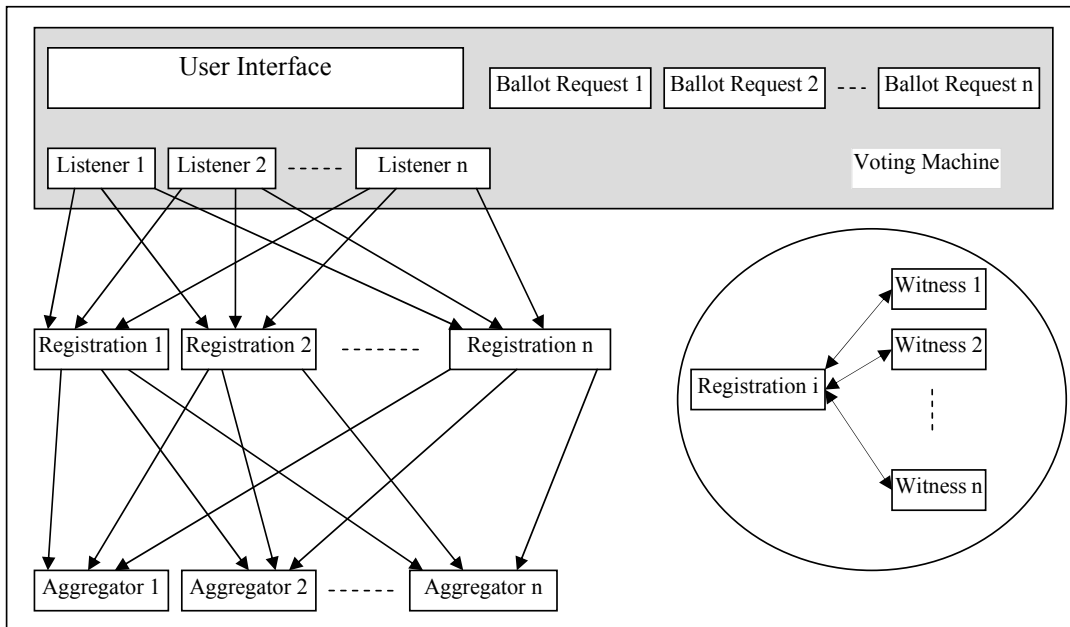 User Interface
Ballot Request 1
Ballot Request 2
Ballot Request n
Listener 1
Listener 2
Listener n
Voting Machine
Registration 1
Registration 2
Registration n
Witness 1
Witness 2
Registration i
Witness n
Aggregator 1
Aggregator 2
Aggregator n